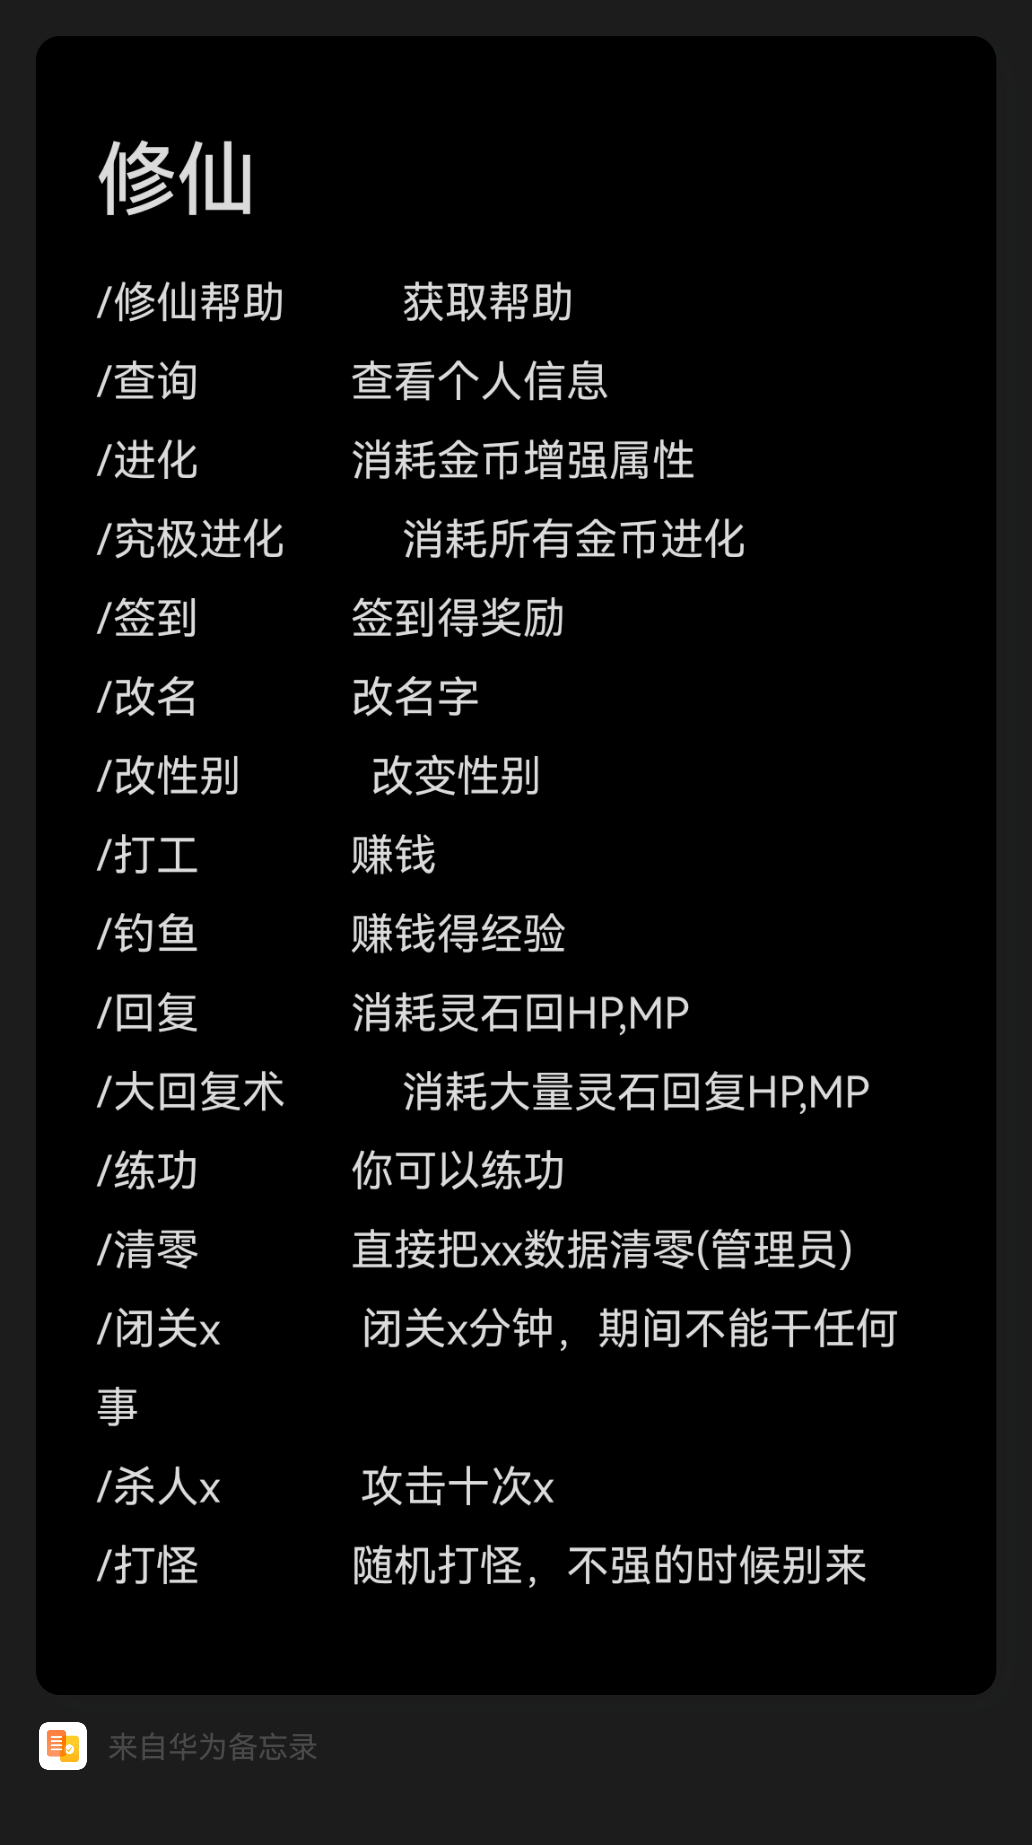 修仙
/修仙帮助 获取帮助
/查询 查看个人信息
/进化 消耗金币增强属性
/究极进化 消耗所有金币进化
/签到 签到得奖励
/改名 改名字
/改性别 改变性别
/打工 赚钱
/钓鱼 赚钱得经验
/回复 消耗灵石回HP,MP
/大回复术 消耗大量灵石回复HP,MP
/练功 你可以练功
/清零 直接把xx数据清零(管理员)
/闭关x 闭关x分钟，期间不能干任何
事
/杀人x 攻击十次x
/打怪 随机打怪，不强的时候别来
来自华为备忘录